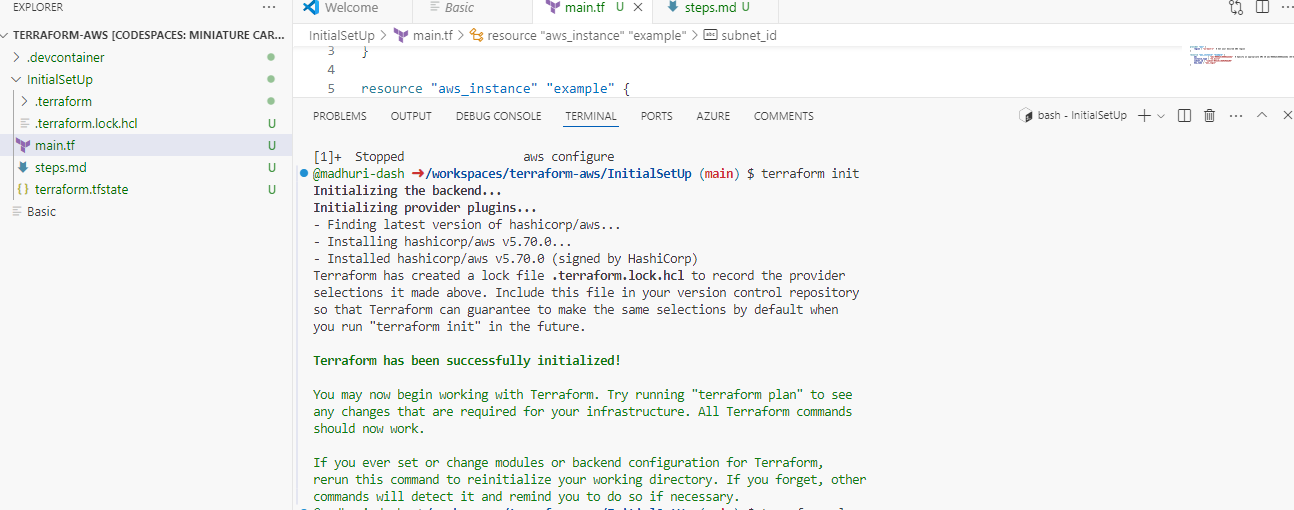 EXPLORER
···
Welcome
Basic
main.tf U
steps.md U
TERRAFORM-AWS [CODESPACES: MINIATURE CAR...
.devcontainer
InitialSetUp
.terraform
.terraform.lock.hcl U
main.tf U
steps.md U
terraform.tfstate U
Basic
InitialSetUp > main.tf > resource "aws_instance" "example" > subnet_id
3 }
4
5 resource "aws_instance" "example" {
PROBLEMS OUTPUT DEBUG CONSOLE TERMINAL PORTS AZURE COMMENTS
bash - InitialSetUp
[1]+ Stopped aws configure
@madhuri-dash ➜/workspaces/terraform-aws/InitialSetUp (main) $ terraform init
Initializing the backend...
Initializing provider plugins...
- Finding latest version of hashicorp/aws...
- Installing hashicorp/aws v5.70.0...
- Installed hashicorp/aws v5.70.0 (signed by HashiCorp)
Terraform has created a lock file .terraform.lock.hcl to record the provider
selections it made above. Include this file in your version control repository
so that Terraform can guarantee to make the same selections by default when
you run "terraform init" in the future.
Terraform has been successfully initialized!
You may now begin working with Terraform. Try running "terraform plan" to see
any changes that are required for your infrastructure. All Terraform commands
should now work.
If you ever set or change modules or backend configuration for Terraform,
rerun this command to reinitialize your working directory. If you forget, other
commands will detect it and remind you to do so if necessary.